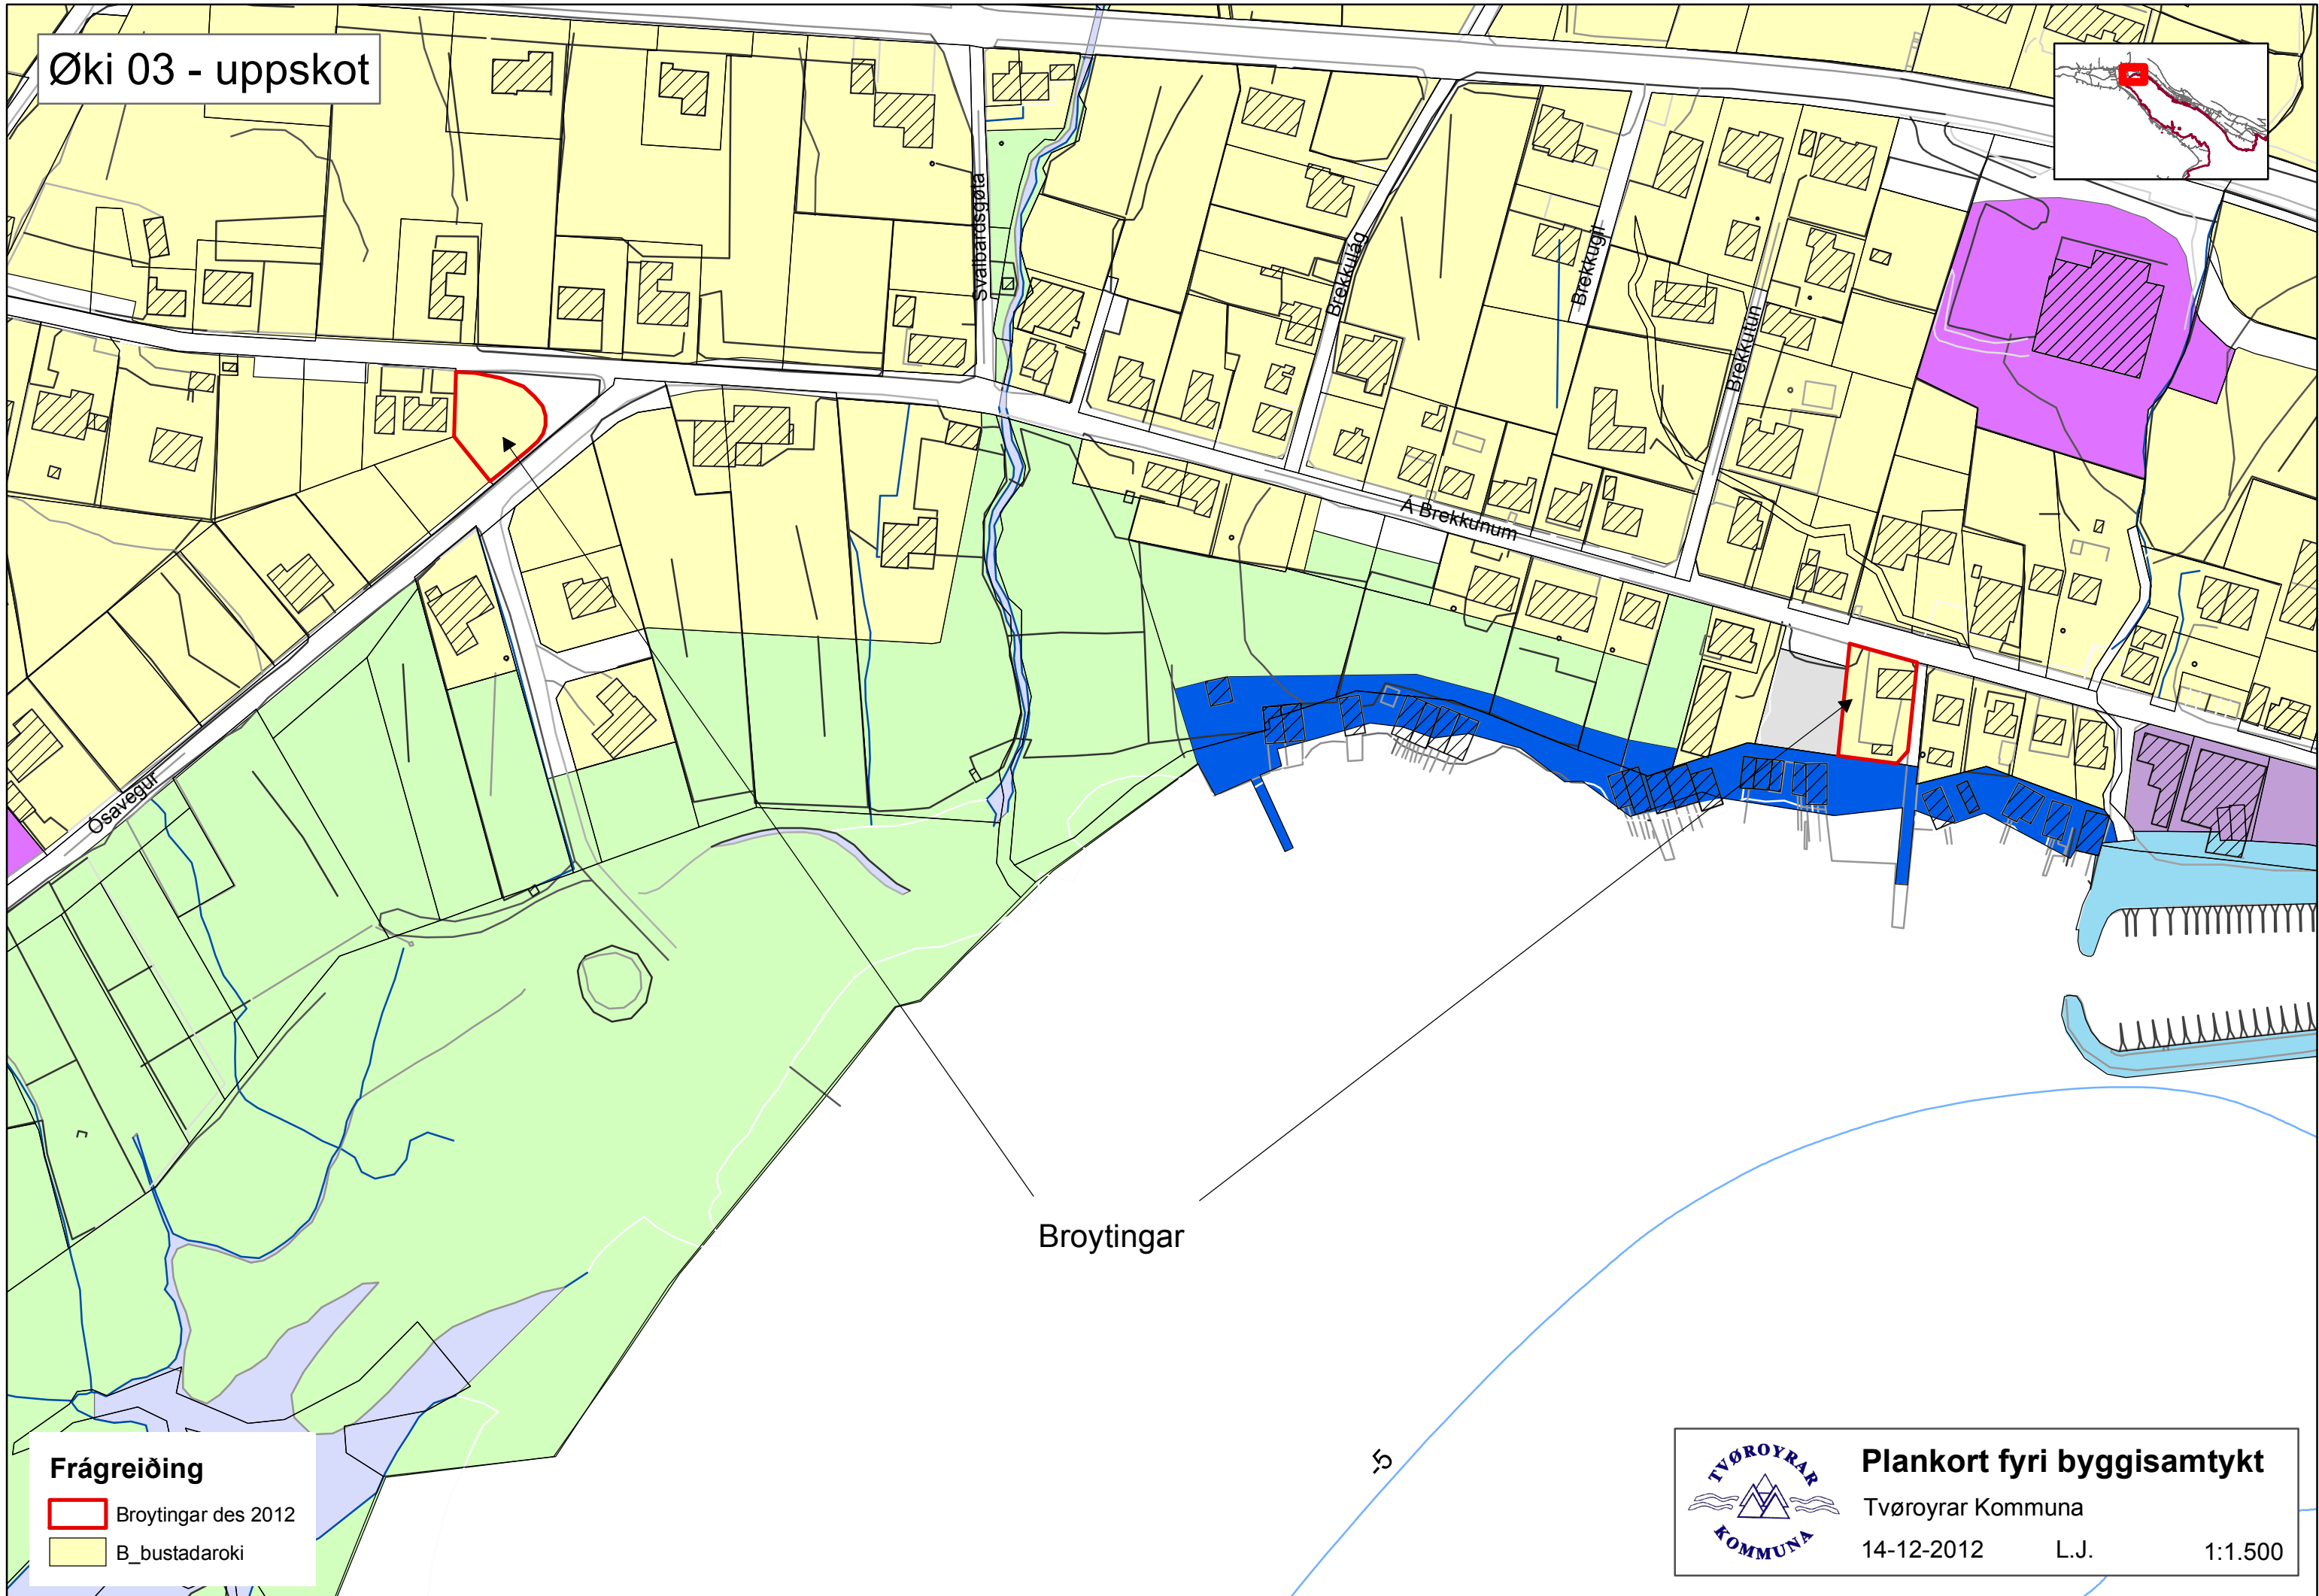 Øki 03 - uppskot
Svalbardsgøta
Brekkulág
Brekkugil
Brekkutún
Á Brekkunum
Ósavegur
Broytingar
-5
Frágreiðing
Broytingar des 2012
B_bustadaroki
TVØROYRAR
KOMMUNA
Plankort fyri byggisamtykt
Tvøroyrar Kommuna
14-12-2012 L.J. 1:1.500